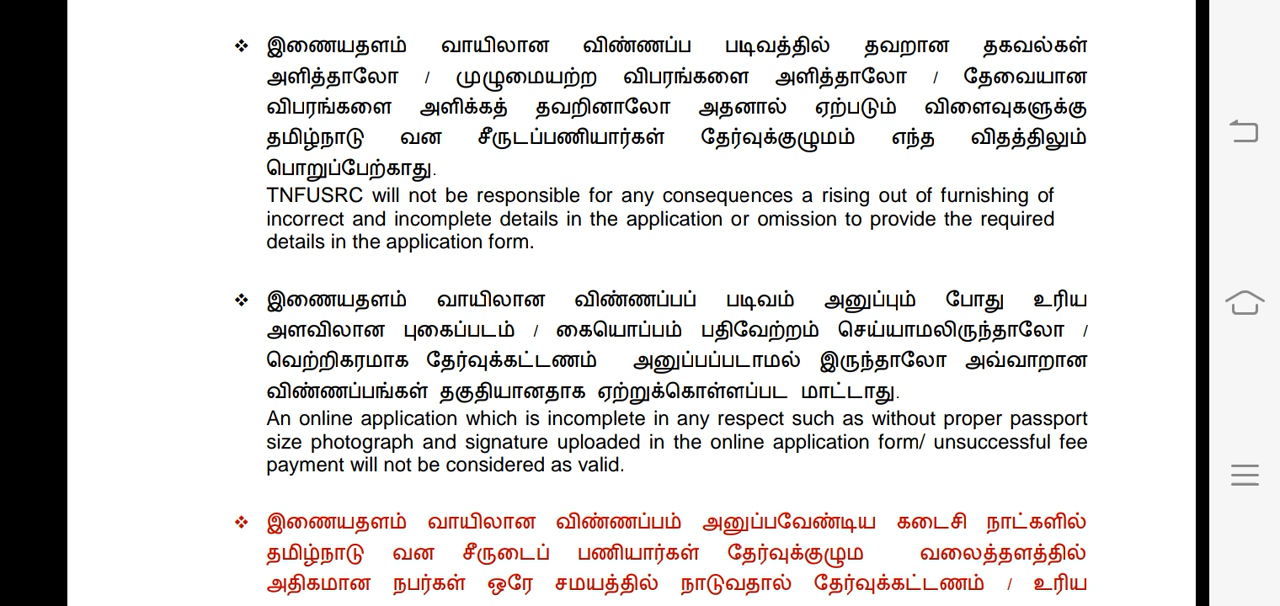 ❖ இணையதளம் வாயிலான விண்ணப்ப படிவத்தில் தவறான தகவல்கள்
அளித்தாலோ / முழுமையற்ற விபரங்களை அளித்தாலோ / தேவையான
விபரங்களை அளிக்கத் தவறினாலோ அதனால் ஏற்படும் விளைவுகளுக்கு
தமிழ்நாடு வன சீருடப்பணியார்கள் தேர்வுக்குழுமம் எந்த விதத்திலும்
பொறுப்பேற்காது.
TNFUSRC will not be responsible for any consequences a rising out of furnishing of
incorrect and incomplete details in the application or omission to provide the required
details in the application form.
❖ இணையதளம் வாயிலான விண்ணப்பப் படிவம் அனுப்பும் போது உரிய
அளவிலான புகைப்படம் / கையொப்பம் பதிவேற்றம் செய்யாமலிருந்தாலோ /
வெற்றிகரமாக தேர்வுக்கட்டணம் அனுப்பப்படாமல் இருந்தாலோ அவ்வாறான
விண்ணப்பங்கள் தகுதியானதாக ஏற்றுக்கொள்ளப்பட மாட்டாது.
An online application which is incomplete in any respect such as without proper passport
size photograph and signature uploaded in the online application form/ unsuccessful fee
payment will not be considered as valid.
❖ இணையதளம் வாயிலான விண்ணப்பம் அனுப்பவேண்டிய கடைசி நாட்களில்
தமிழ்நாடு வன சீருடைப் பணியார்கள் தேர்வுக்குழும வலைத்தளத்தில்
அதிகமான நபர்கள் ஒரே சமயத்தில் நாடுவதால் தேர்வுக்கட்டணம் / உரிய